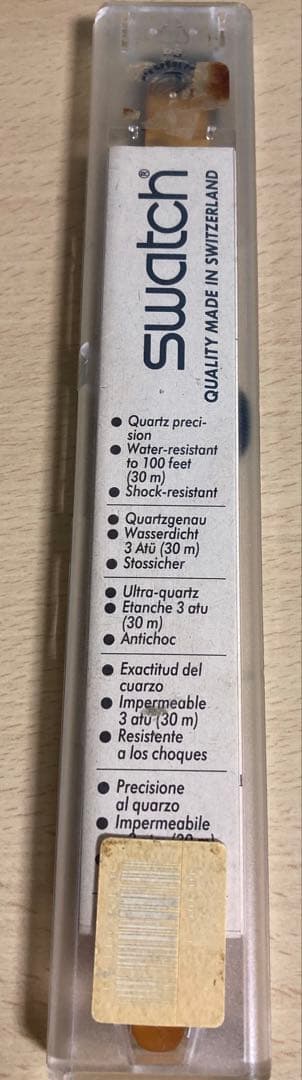 swatch®
QUALITY MADE IN SWITZERLAND
● Quartz preci-
sion
● Water-resistant
to 100 feet
(30 m)
● Shock-resistant
● Quartzgenau
● Wasserdicht
3 Atü (30 m)
● Stossicher
● Ultra-quartz
● Etanche 3 atu
(30 m)
● Antichoc
● Exactitud del
cuarzo
● Impermeable
3 atu (30 m)
● Resistente
a los choques
● Precisione
al quarzo
● Impermeabile